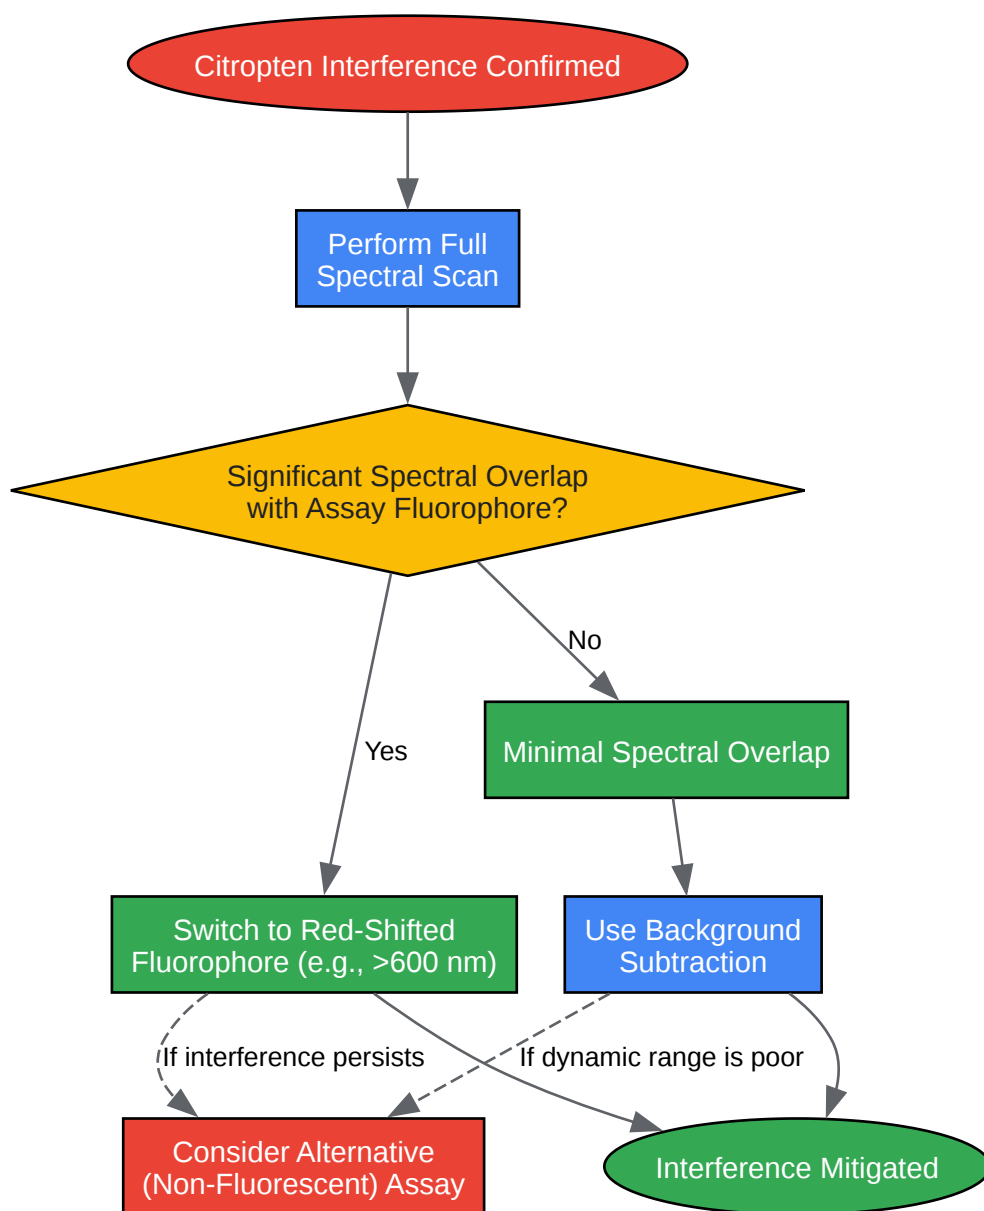 Citropten Interference Confirmed
Perform Full
Spectral Scan
Significant Spectral Overlap
with Assay Fluorophore?
No
Yes
Minimal Spectral Overlap
Switch to Red-Shifted
Fluorophore (e.g., >600 nm)
Use Background
Subtraction
If interference persists
If dynamic range is poor
Consider Alternative
(Non-Fluorescent) Assay
Interference Mitigated